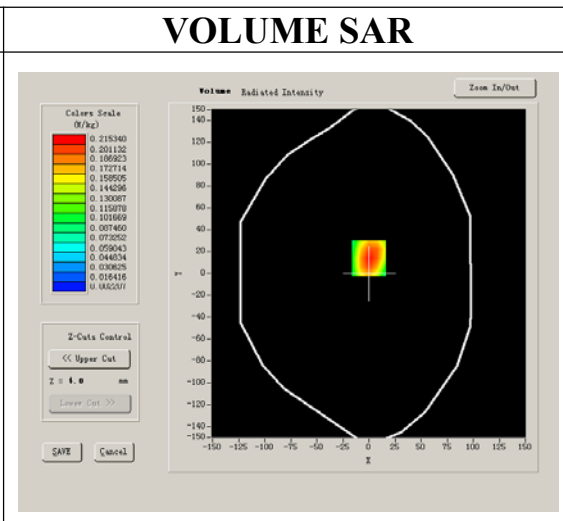 VOLUME SAR
Volume Radiated Intensity
Zoom In/Out
Colors Scale
(W/kg)
0.215340
0.201132
0.186923
0.172714
0.158505
0.144296
0.130087
0.115878
0.101669
0.087460
0.073252
0.059043
0.044834
0.030625
0.016416
Z-Cuts Control
<< Upper Cut
Z = 4.0 mm
Lower Cut >>
SAVE Cancel
150
140
120
100
80
60
40
20
Y 0
-20
-40
-60
-80
-100
-120
-140
-150
-150 -125 -100 -75 -50 -25 0 25 50 75 100 125 150
X